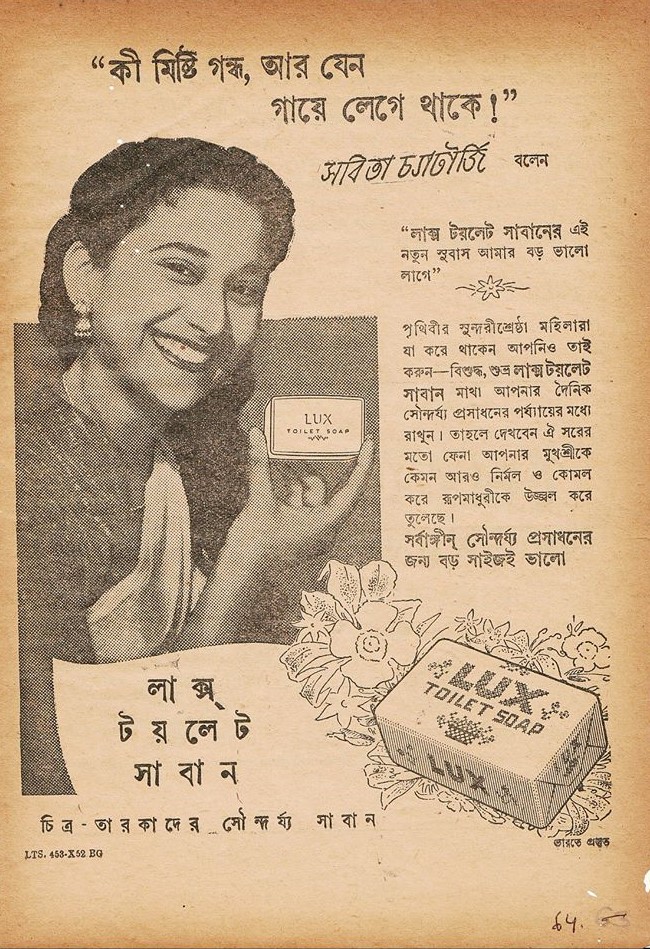 “কী মিষ্টি গন্ধ, আর যেন
গায়ে লেগে থাকে!”
সবিতা চ্যাটার্জি বলেন
“লাক্স টয়লেট সাবানের এই
নতুন সুবাস আমার বড় ভালো
লাগে”
পৃথিবীর সুন্দরীশ্রেষ্ঠা মহিলারা
যা করে থাকেন আপনিও তাই
করুন—বিশুদ্ধ, শুভ্র লাক্স টয়লেট
সাবান মাখা আপনার দৈনিক
সৌন্দর্য্য প্রসাধনের পর্য্যায়ের মধ্যে
রাখুন। তাহলে দেখবেন ঐ সরের
মতো ফেনা আপনার মুখশ্রীকে
কেমন আরও নির্মল ও কোমল
করে রূপমাধুরীকে উজ্জ্বল করে
তুলেছে।
সর্বাঙ্গীন্ সৌন্দর্য্য প্রসাধনের
জন্য বড় সাইজই ভালো
LUX
TOILET SOAP
লাক্স্
টয়লেট
সাবান
LUX
TOILET SOAP
LUX
চিত্র-তারকাদের সৌন্দর্য্য সাবান
ভারতে প্রস্তুত
LTS. 453-X52 BG